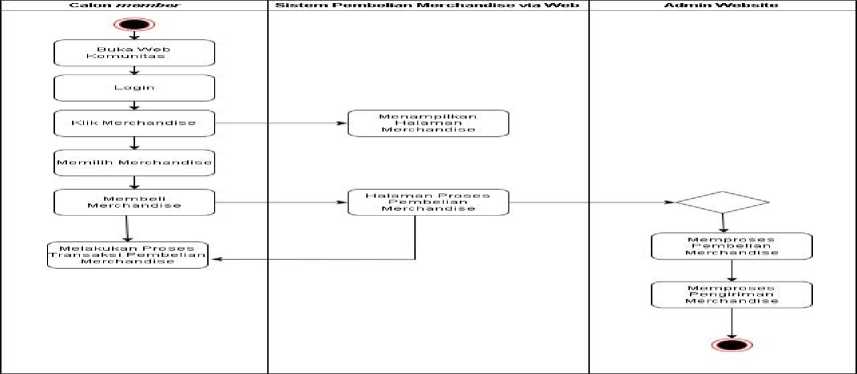 Calon member
Sistem Pembelian Merchandise via Web
Admin Website
Buka Web
Komunitas
Login
Klik Merchandise
Menampilkan
Halaman
Merchandise
Memilih Merchandise
Membeli
Merchandise
Halaman Proses
Pembelian
Merchandise
Melakukan Proses
Transaksi Pembelian
Merchandise
Memproses
Pembelian
Merchandise
Memproses
Pengiriman
Merchandise